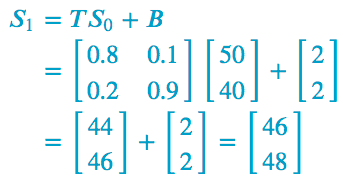 S₁ = TS₀ + B
= [0.8 0.1; 0.2 0.9] [50; 40] + [2; 2]
= [44; 46] + [2; 2] = [46; 48]